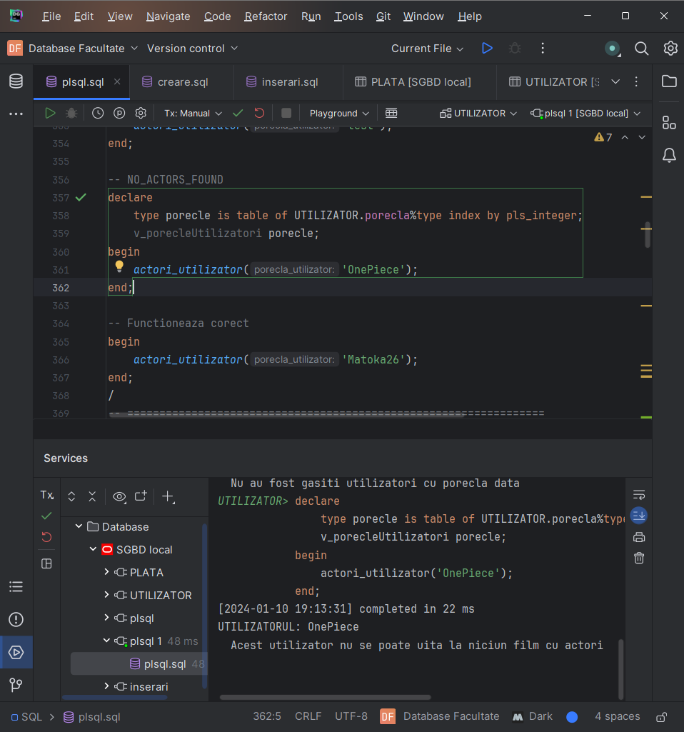 File Edit View Navigate Code Refactor Run Tools Git Window Help
DF Database Facultate Version control Current File
plsql.sql creare.sql inserari.sql PLATA [SGBD local] UTILIZATOR [S
Tx: Manual Playground UTILIZATOR plsql 1 [SGBD local]
7
354 end;
355
356 -- NO_ACTORS_FOUND
357 declare
358 type porecle is table of UTILIZATOR.porecla%type index by pls_integer;
359 v_porecleUtilizatori porecle;
360 begin
361 actori_utilizator( porecla_utilizator: 'OnePiece');
362 end;
363
364 -- Functioneaza corect
365 begin
366 actori_utilizator( porecla_utilizator: 'Matoka26');
367 end;
368 /
369
Services
Tx
Database
SGBD local
PLATA
UTILIZATOR
plsql
plsql 1 48 ms
plsql.sql 48
inserari
Nu au fost gasiti utilizatori cu porecla data
UTILIZATOR> declare
type porecle is table of UTILIZATOR.porecla%type
v_porecleUtilizatori porecle;
begin
actori_utilizator('OnePiece');
end;
[2024-01-10 19:13:31] completed in 22 ms
UTILIZATORUL: OnePiece
Acest utilizator nu se poate uita la niciun film cu actori
SQL > plsql.sql 362:5 CRLF UTF-8 DF Database Facultate Dark 4 spaces